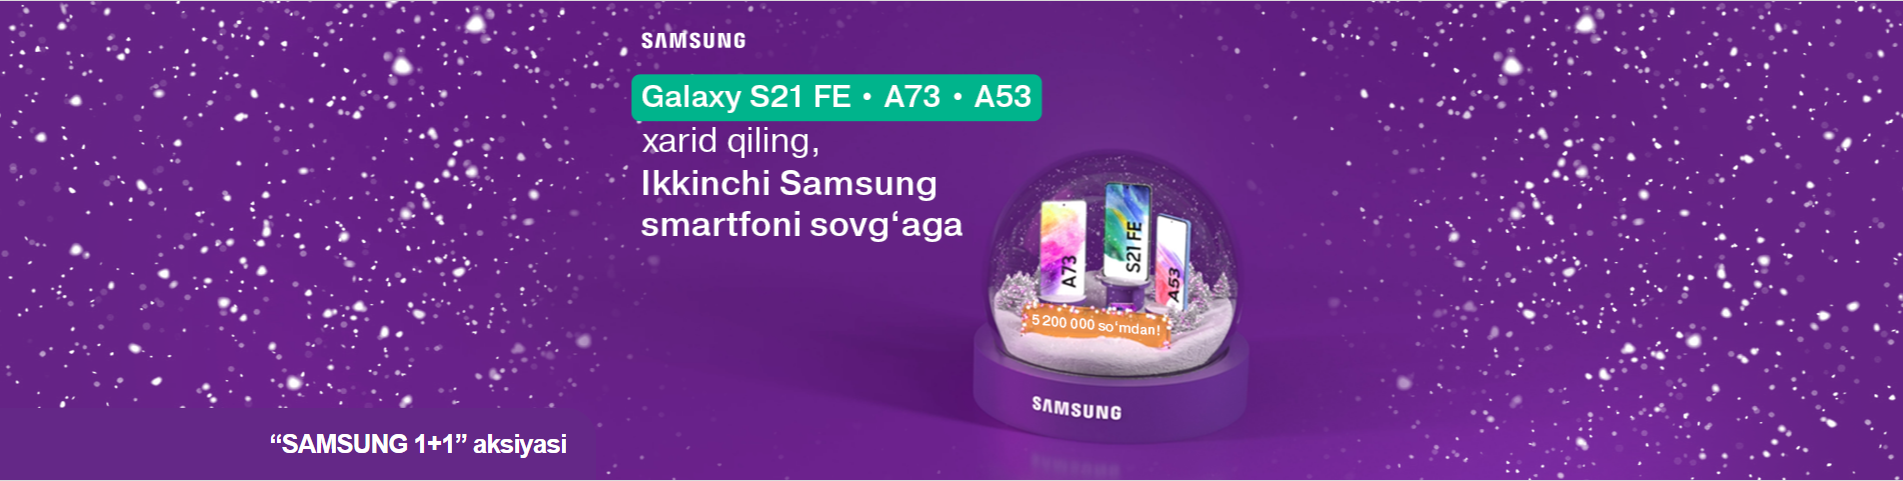 SAMSUNG
Galaxy S21 FE • A73 • A53
xarid qiling,
Ikkinchi Samsung
smartfoni sovg‘aga
A73
S21 FE
A53
5 200 000 so‘mdan!
SAMSUNG
“SAMSUNG 1+1” aksiyasi